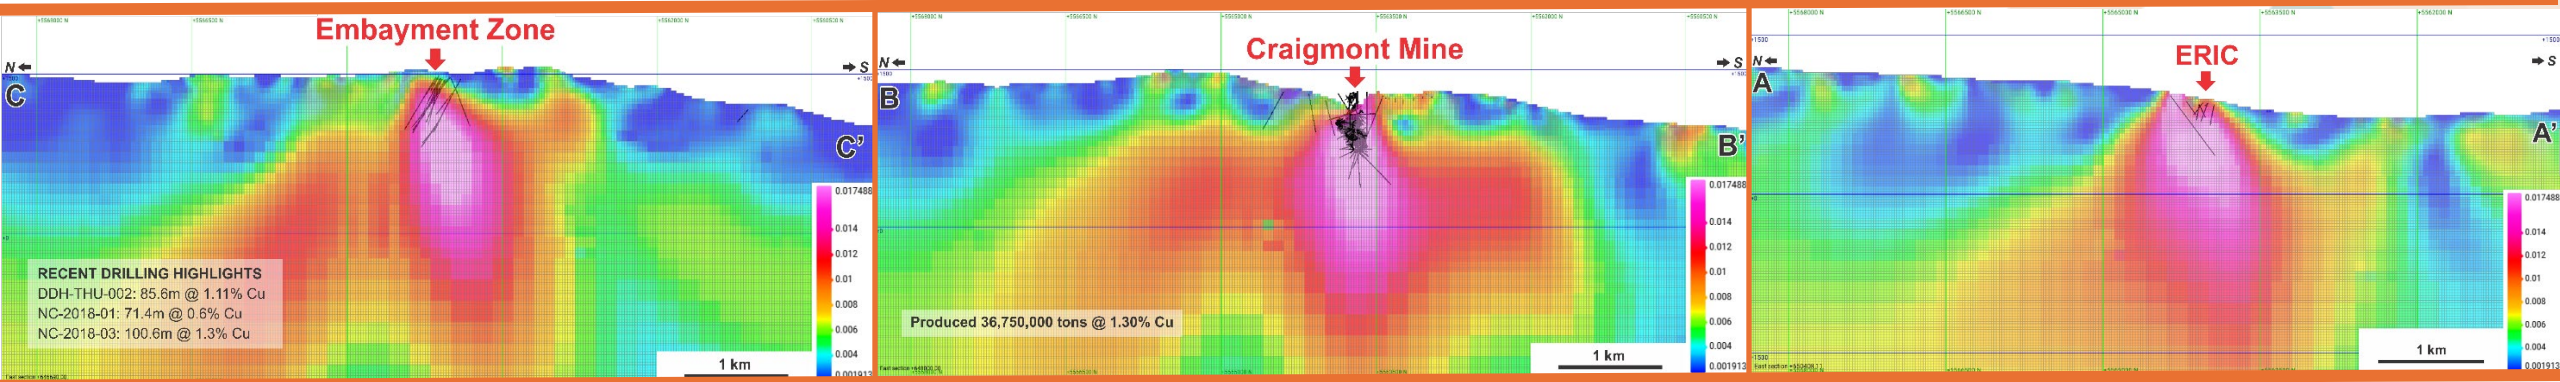 Embayment Zone
N
S
C
C'
RECENT DRILLING HIGHLIGHTS
DDH-THU-002: 85.6m @ 1.11% Cu
NC-2018-01: 71.4m @ 0.6% Cu
NC-2018-03: 100.6m @ 1.3% Cu
0.017488
0.014
0.012
0.01
0.008
0.006
0.004
0.001913
1 km
Craigmont Mine
N
S
B
B'
Produced 36,750,000 tons @ 1.30% Cu
0.017488
0.014
0.012
0.01
0.008
0.006
0.004
0.001913
1 km
ERIC
N
S
A
A'
+1500
+1500
0.017488
0.014
0.012
0.01
0.008
0.006
0.004
0.001913
1 km